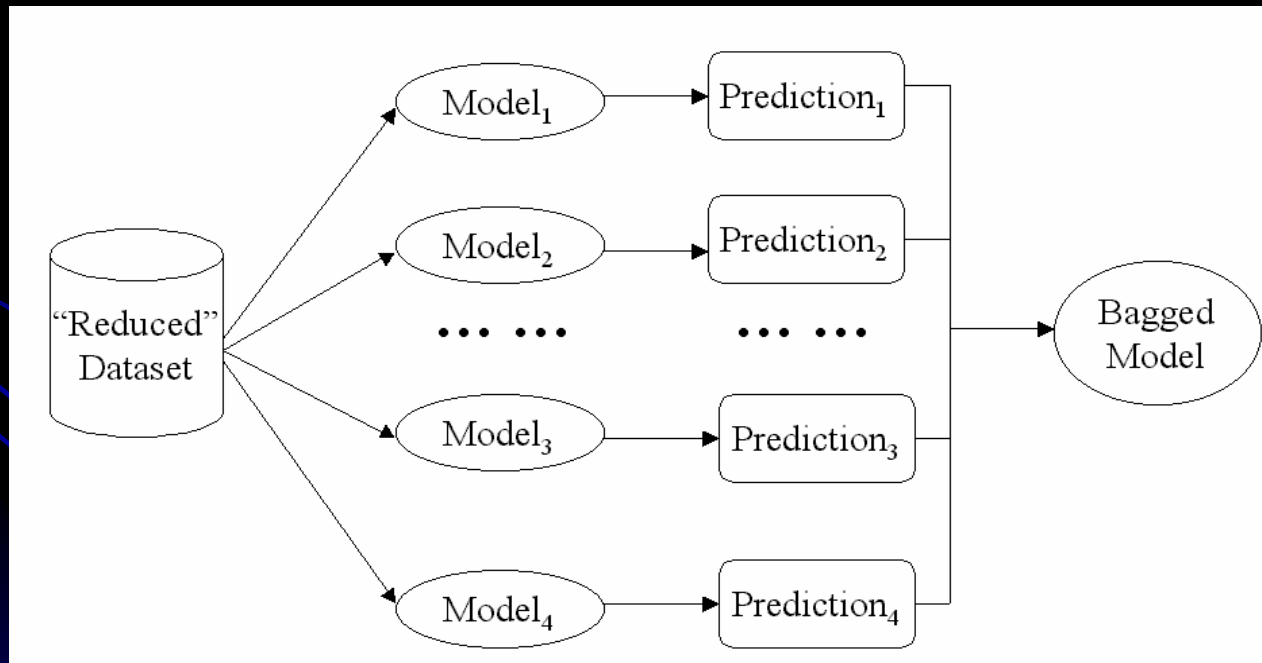 Model₁
Prediction₁
Model₂
Prediction₂
“Reduced”
Dataset
••• •••
••• •••
Bagged
Model
Model₃
Prediction₃
Model₄
Prediction₄